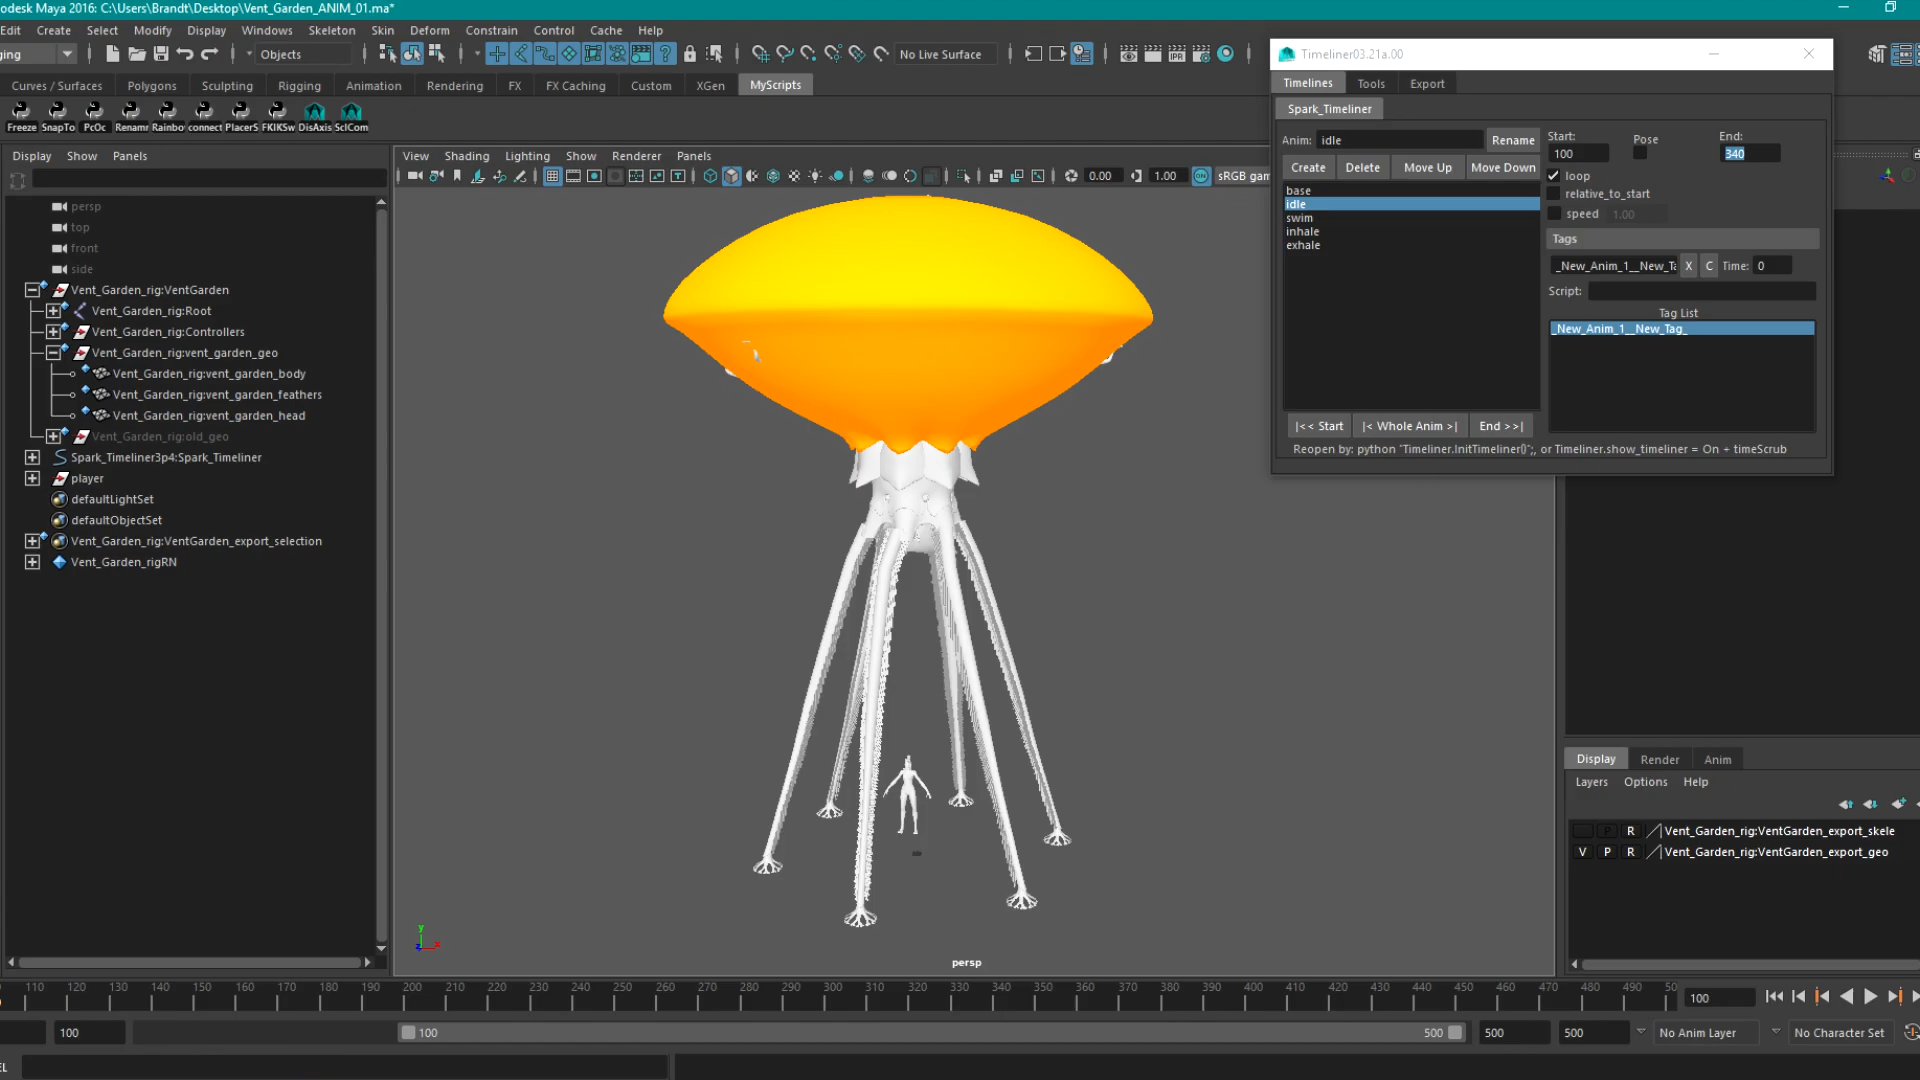 odesk Maya 2016: C:\Users\Brandt\Desktop\Vent_Garden_ANIM_01.ma*
Edit Create Select Modify Display Windows Skeleton Skin Deform Constrain Control Cache Help
ging Objects No Live Surface
Curves / Surfaces Polygons Sculpting Rigging Animation Rendering FX FX Caching Custom XGen MyScripts
Freeze SnapTo PcOc Renamr Rainbo connect PlacerS FKIKSw DisAxis SclCom
Display Show Panels
View Shading Lighting Show Renderer Panels
0.00 1.00 sRGB gam
persp
top
front
side
Vent_Garden_rig:VentGarden
Vent_Garden_rig:Root
Vent_Garden_rig:Controllers
Vent_Garden_rig:vent_garden_geo
Vent_Garden_rig:vent_garden_body
Vent_Garden_rig:vent_garden_feathers
Vent_Garden_rig:vent_garden_head
Vent_Garden_rig:old_geo
Spark_Timeliner3p4:Spark_Timeliner
player
defaultLightSet
defaultObjectSet
Vent_Garden_rig:VentGarden_export_selection
Vent_Garden_rigRN
y
z x
persp
Timeliner03.21a.00
Timelines Tools Export
Spark_Timeliner
Anim: idle Rename
Create Delete Move Up Move Down
base
idle
swim
inhale
exhale
Start: Pose End:
100 340
loop
relative_to_start
speed 1.00
Tags
_New_Anim_1__New_Ta X C Time: 0
Script:
Tag List
_New_Anim_1__New_Tag_
|<< Start |< Whole Anim >| End >>|
Reopen by: python "Timeliner.InitTimeliner()";, or Timeliner.show_timeliner = On + timeScrub
Display Render Anim
Layers Options Help
P R Vent_Garden_rig:VentGarden_export_skele
V P R Vent_Garden_rig:VentGarden_export_geo
110 120 130 140 150 160 170 180 190 200 210 220 230 240 250 260 270 280 290 300 310 320 330 340 350 360 370 380 390 400 410 420 430 440 450 460 470 480 490 50
100
100 100 500 500 500 No Anim Layer No Character Set
EL